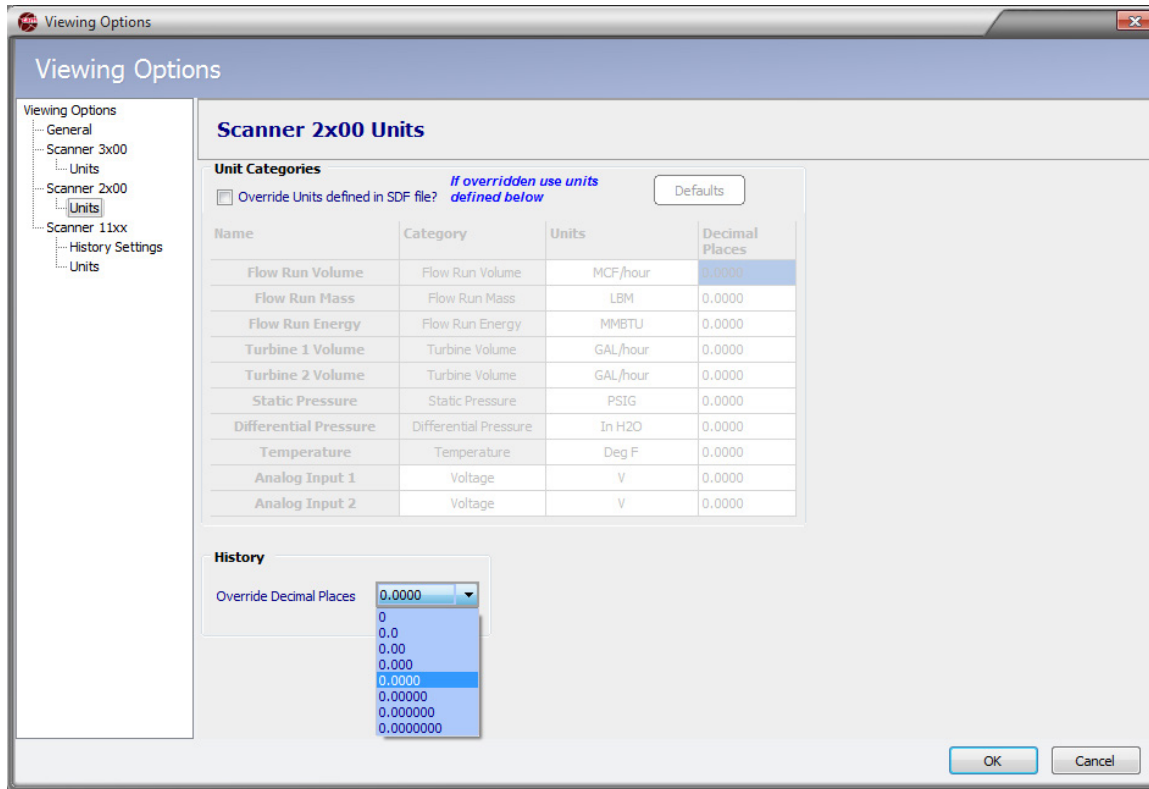 Viewing Options
Viewing Options
Viewing Options
General
Scanner 3x00
Units
Scanner 2x00
Units
Scanner 11xx
History Settings
Units
Scanner 2x00 Units
Unit Categories
Override Units defined in SDF file? If overridden use units defined below
Defaults
Name Category Units Decimal Places
Flow Run Volume Flow Run Volume MCF/hour 0.0000
Flow Run Mass Flow Run Mass LBM 0.0000
Flow Run Energy Flow Run Energy MMBTU 0.0000
Turbine 1 Volume Turbine Volume GAL/hour 0.0000
Turbine 2 Volume Turbine Volume GAL/hour 0.0000
Static Pressure Static Pressure PSIG 0.0000
Differential Pressure Differential Pressure In H2O 0.0000
Temperature Temperature Deg F 0.0000
Analog Input 1 Voltage V 0.0000
Analog Input 2 Voltage V 0.0000
History
Override Decimal Places 0.0000
0
0.0
0.00
0.000
0.0000
0.00000
0.000000
0.0000000
OK Cancel